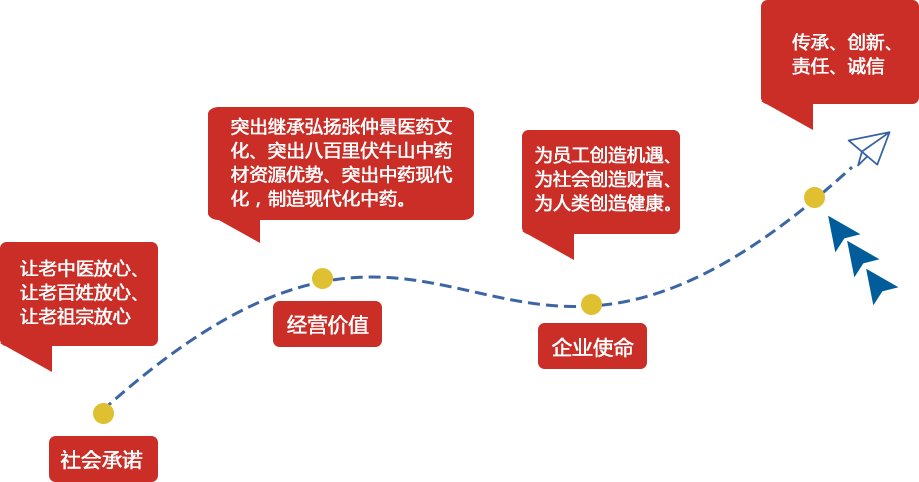 让老中医放心、
让老百姓放心、
让老祖宗放心
社会承诺
突出继承弘扬张仲景医药文
化、突出八百里伏牛山中药
材资源优势、突出中药现代
化，制造现代化中药。
经营价值
为员工创造机遇、
为社会创造财富、
为人类创造健康。
企业使命
传承、创新、
责任、诚信